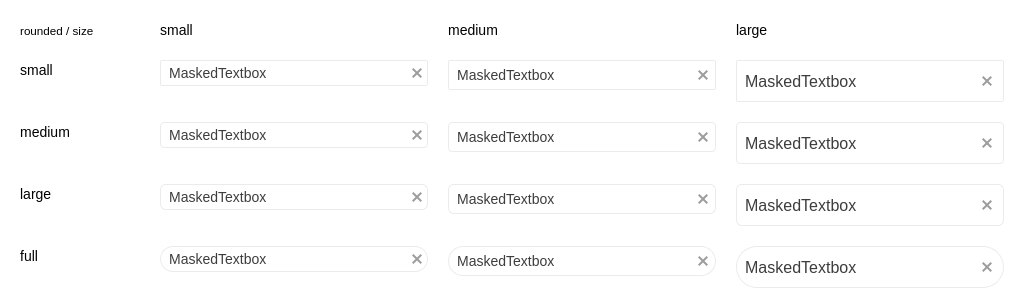 rounded / size small medium large
small MaskedTextbox MaskedTextbox MaskedTextbox
medium MaskedTextbox MaskedTextbox MaskedTextbox
large MaskedTextbox MaskedTextbox MaskedTextbox
full MaskedTextbox MaskedTextbox MaskedTextbox